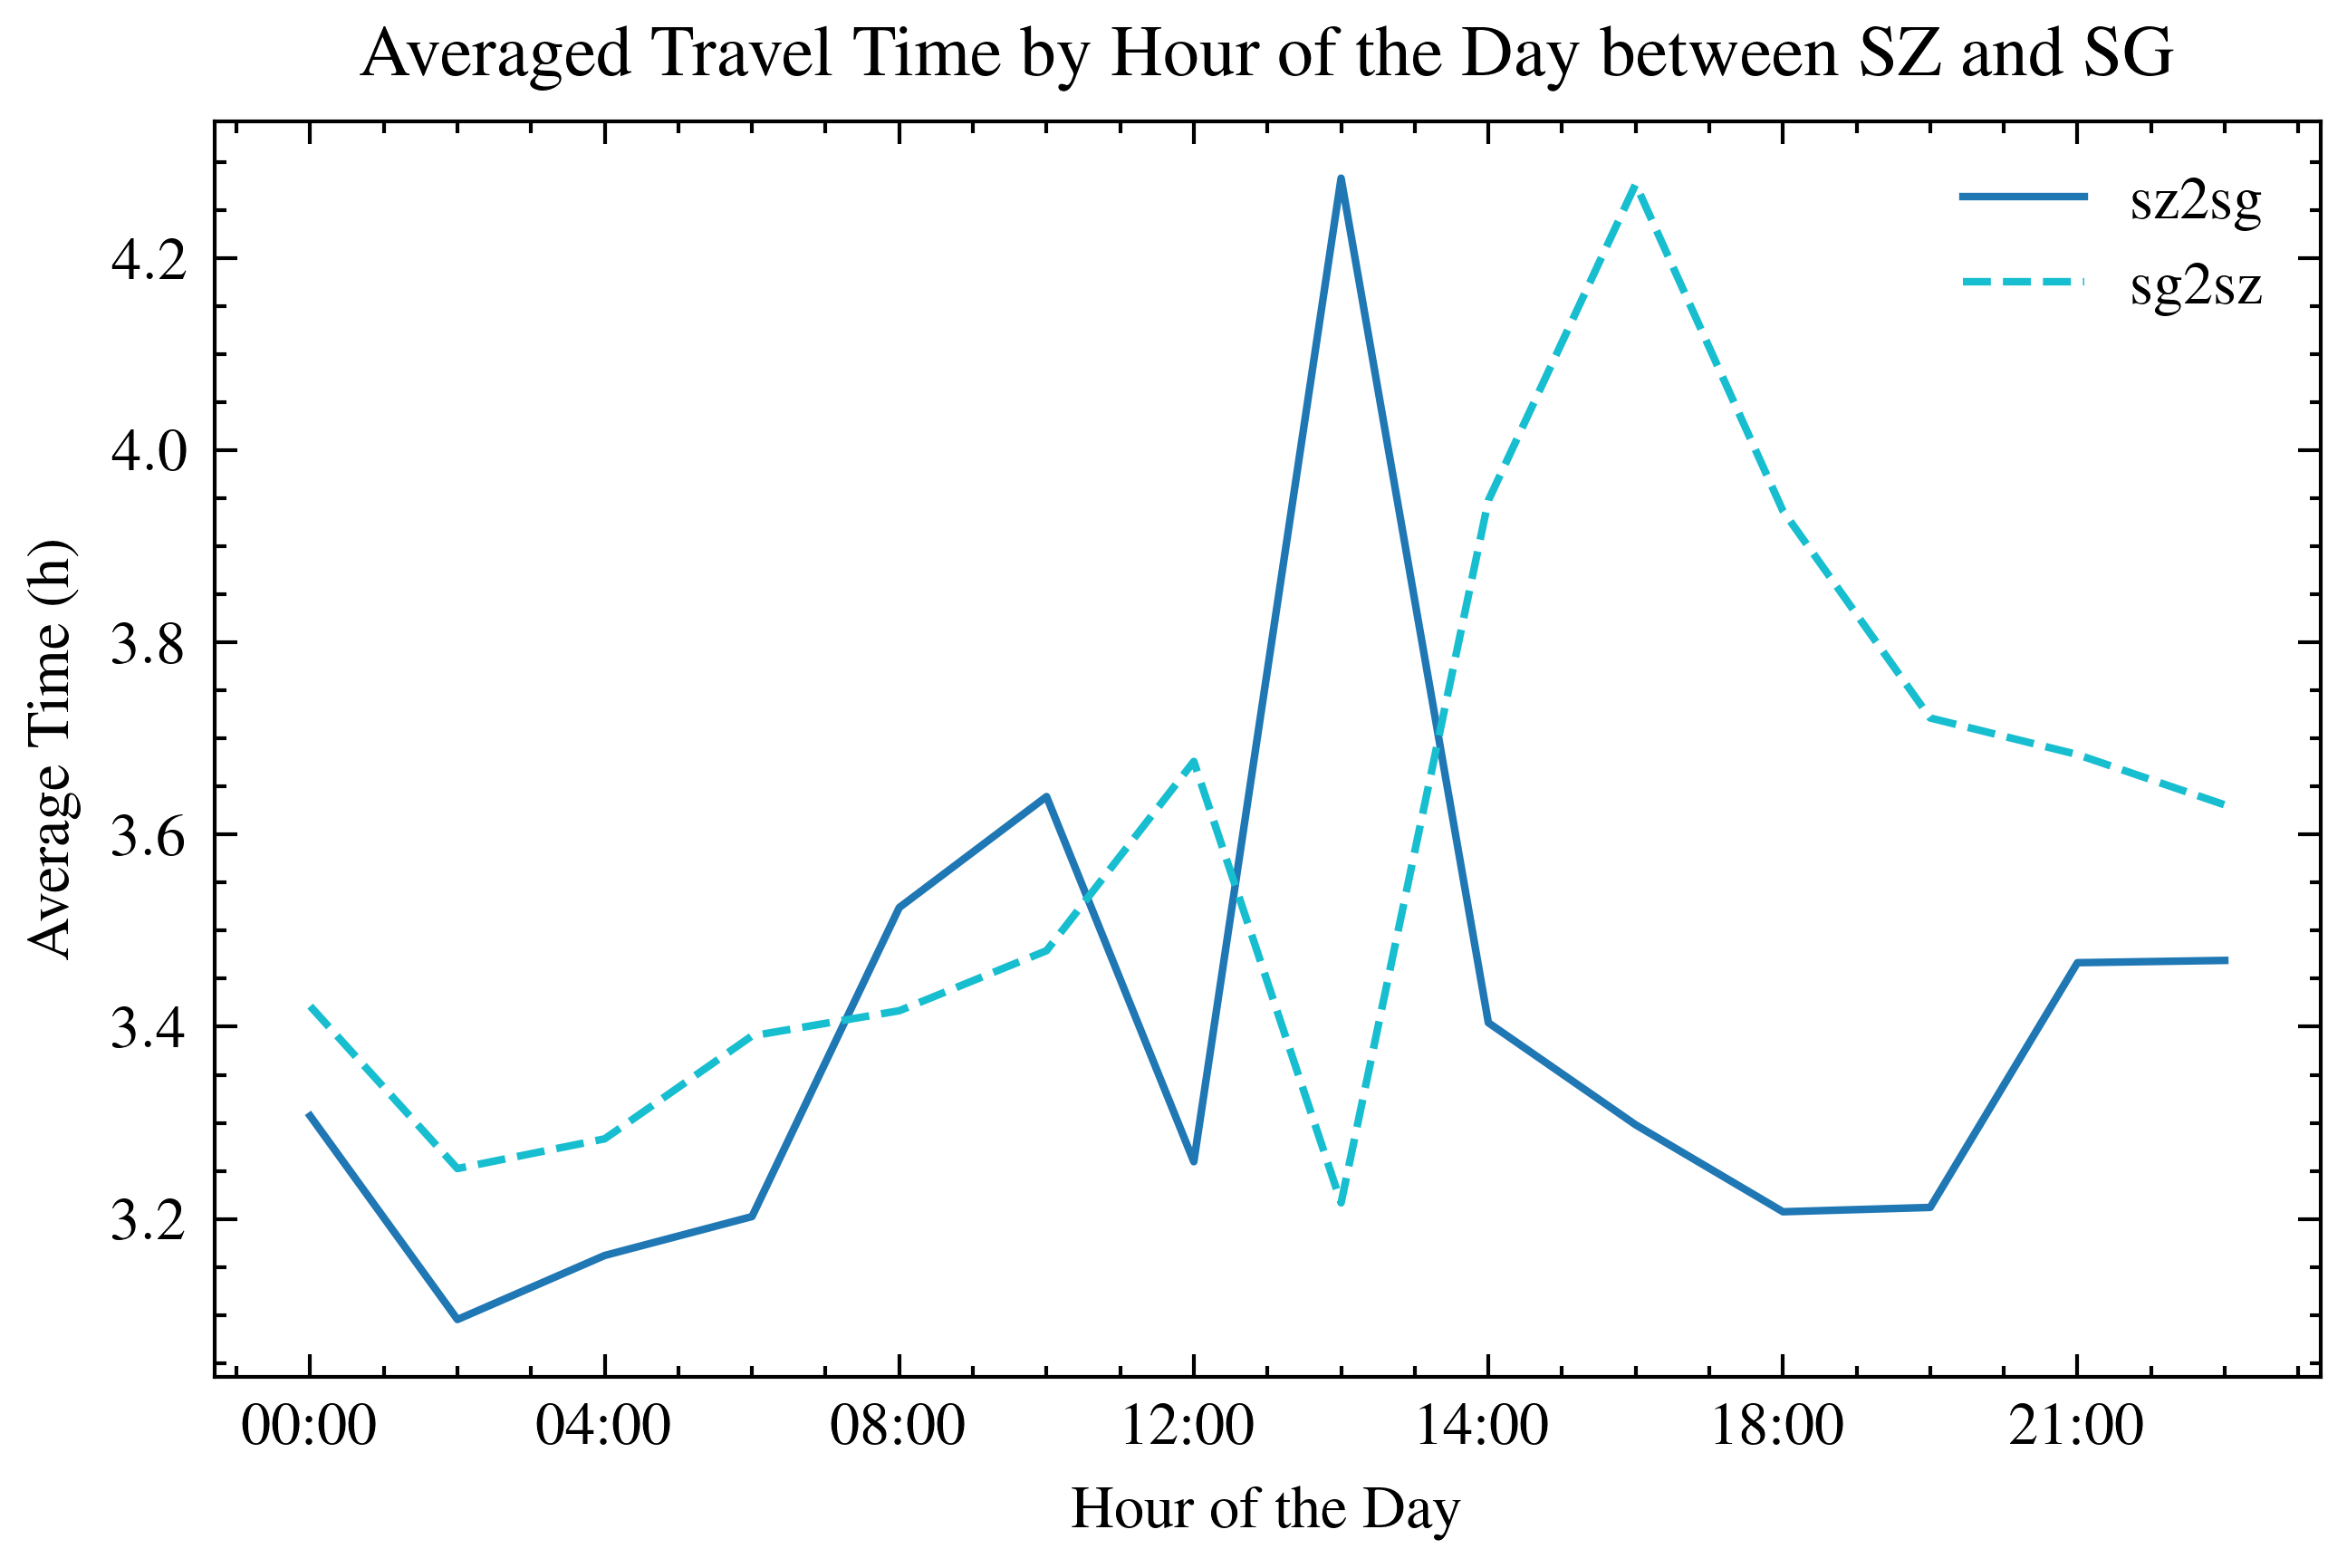 Averaged Travel Time by Hour of the Day between SZ and SG
sz2sg
sg2sz
Average Time (h)
4.2
4.0
3.8
3.6
3.4
3.2
00:00 04:00 08:00 12:00 14:00 18:00 21:00
Hour of the Day